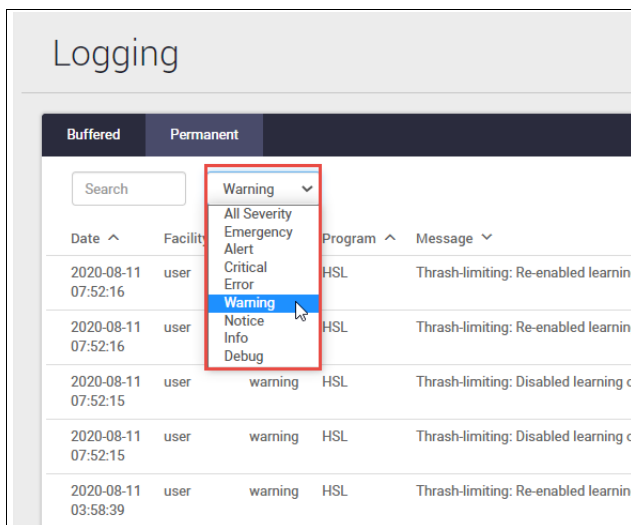 Logging
Buffered Permanent
Search Warning
All Severity
Emergency
Alert
Critical
Error
Warning
Notice
Info
Debug
Date Facility Program Message
2020-08-11 user HSL Thrash-limiting: Re-enabled learnin
07:52:16
2020-08-11 user HSL Thrash-limiting: Re-enabled learnin
07:52:16
2020-08-11 user warning HSL Thrash-limiting: Disabled learning
07:52:15
2020-08-11 user warning HSL Thrash-limiting: Disabled learning
07:52:15
2020-08-11 user warning HSL Thrash-limiting: Re-enabled learnin
03:58:39